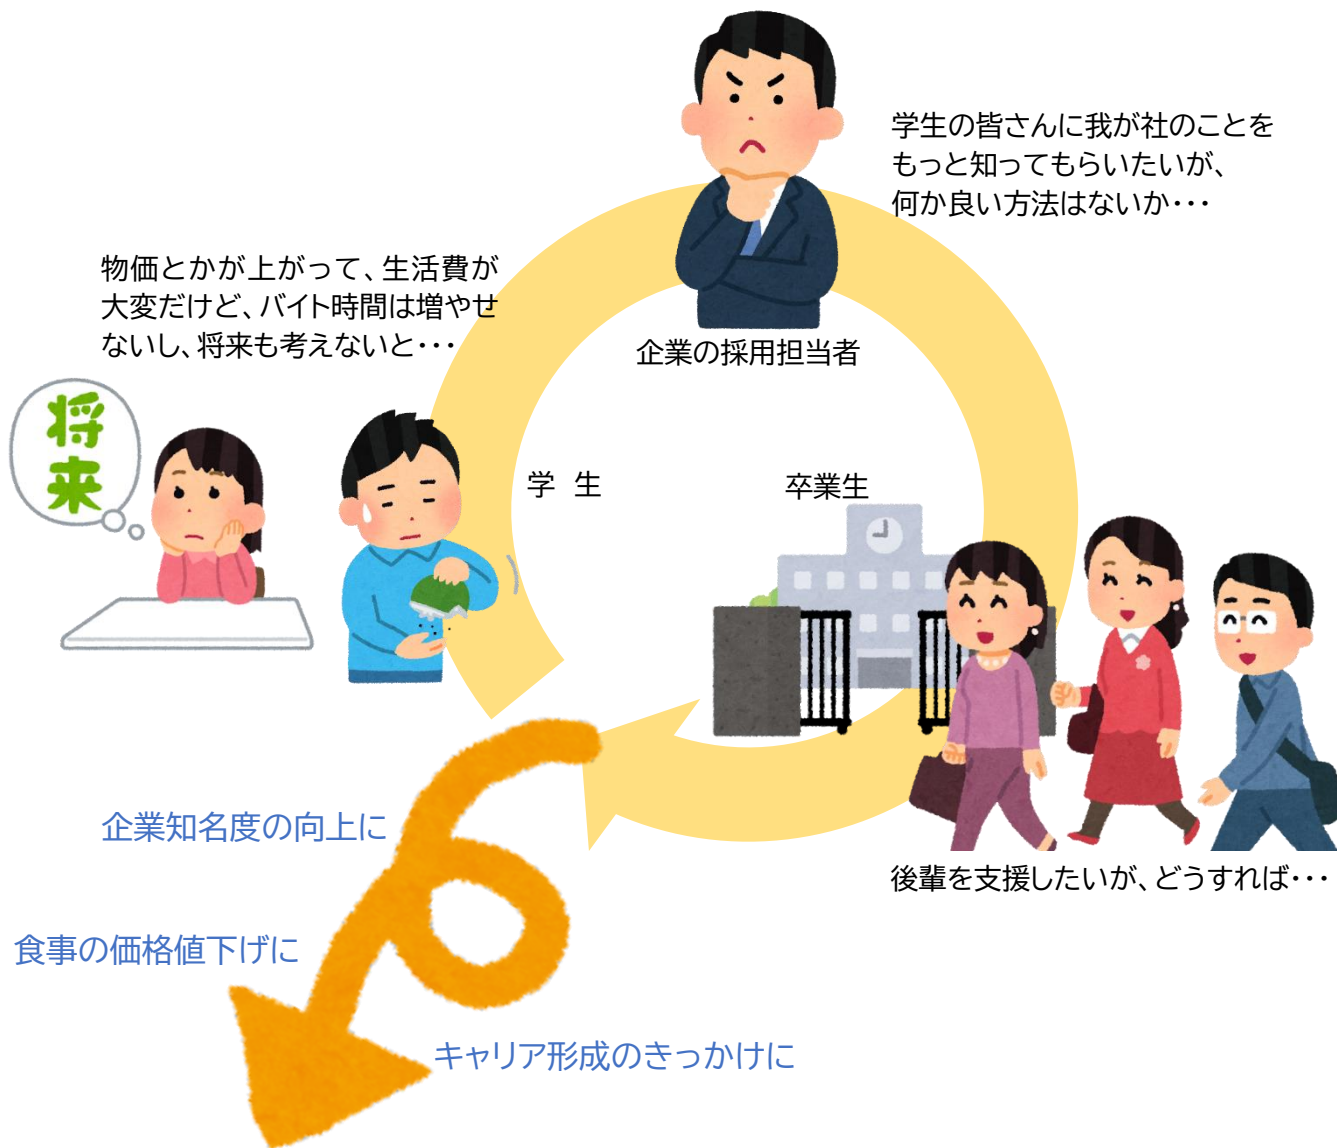 学生の皆さんに我が社のことを
もっと知ってもらいたいが、
何か良い方法はないか・・・
企業の採用担当者
物価とかが上がって、生活費が
大変だけど、バイト時間は増やせ
ないし、将来も考えないと・・・
将来
学 生
卒業生
後輩を支援したいが、どうすれば・・・
企業知名度の向上に
食事の価格値下げに
キャリア形成のきっかけに